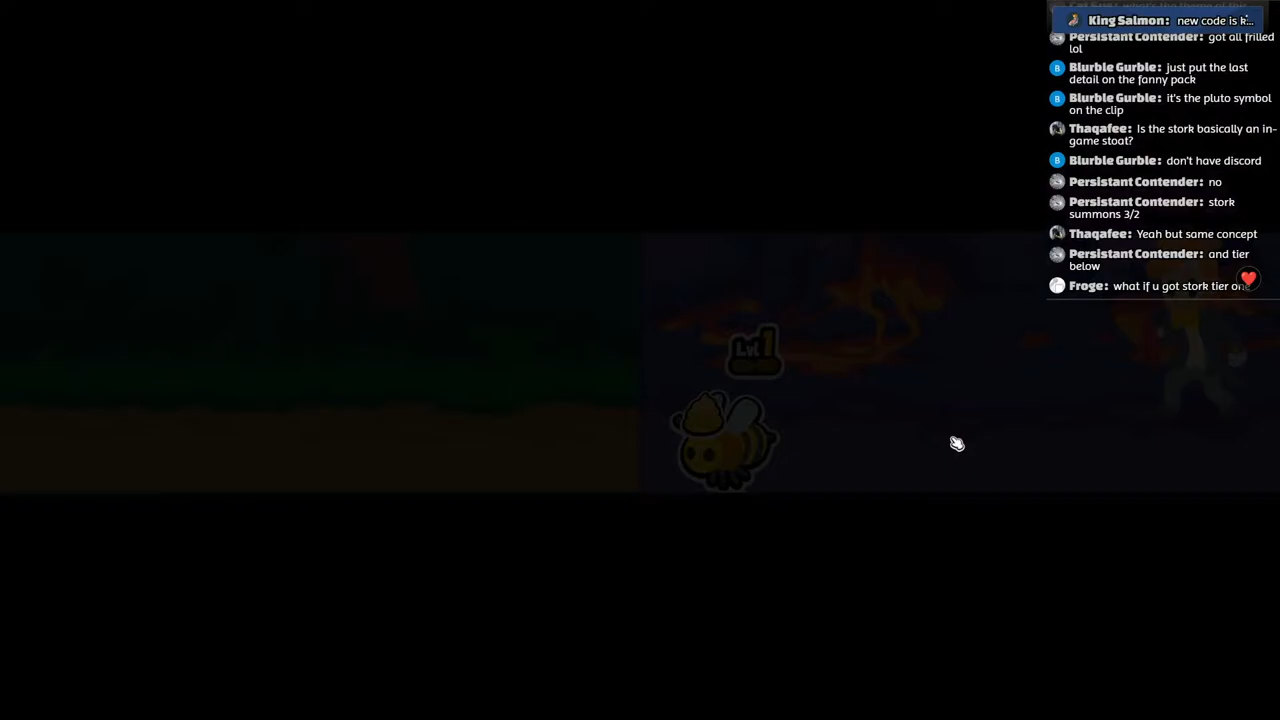 King Salmon: new code is k...
Persistant Contender: got all frilled
lol
Blurble Gurble: just put the last
detail on the fanny pack
Blurble Gurble: it's the pluto symbol
on the clip
Thaqafee: Is the stork basically an in-
game stoat?
Blurble Gurble: don't have discord
Persistant Contender: no
Persistant Contender: stork
summons 3/2
Thaqafee: Yeah but same concept
Persistant Contender: and tier
below
Froge: what if u got stork tier
Lvl 1